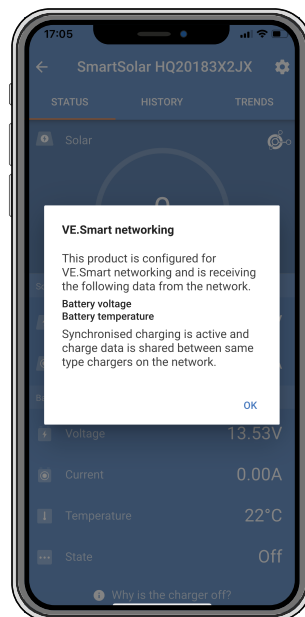 17:05
SmartSolar HQ20183X2JX
STATUS HISTORY TRENDS
Solar
VE.Smart networking
This product is configured for
VE.Smart networking and is receiving
the following data from the network.
Battery voltage
Battery temperature
Synchronised charging is active and
charge data is shared between same
type chargers on the network.
OK
Voltage 13.53V
Current 0.00A
Temperature 22°C
State Off
Why is the charger off?